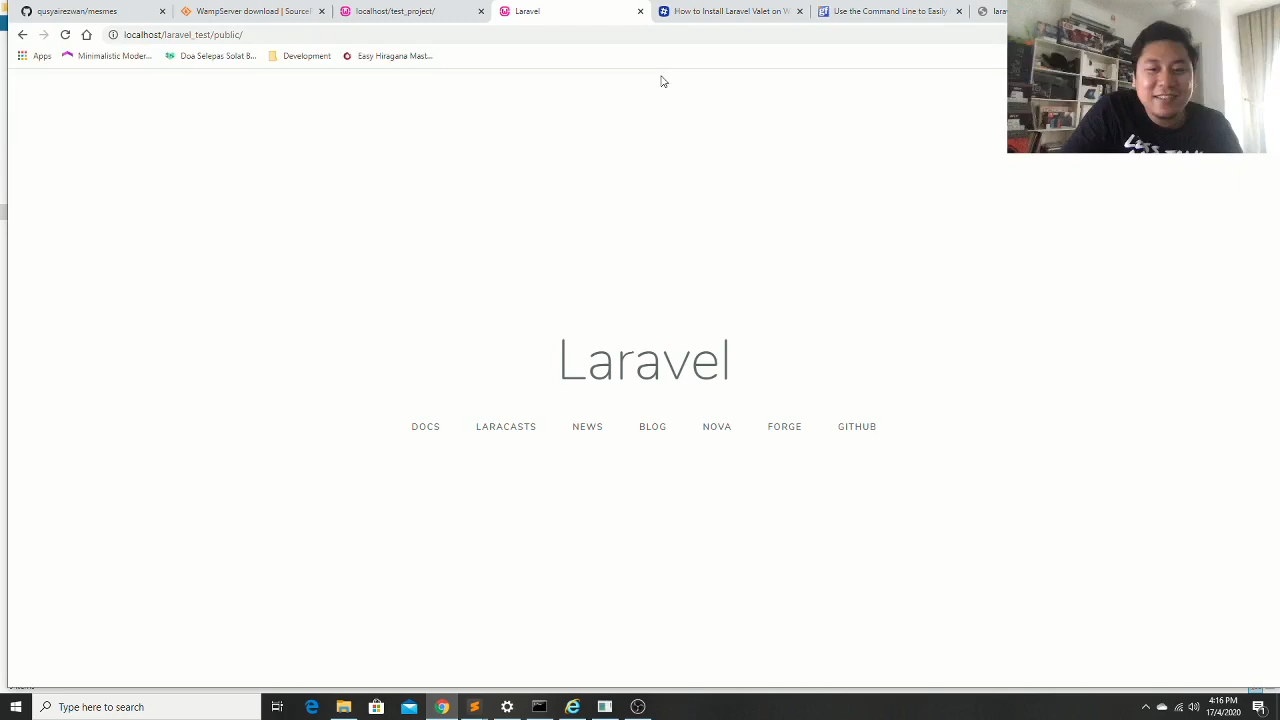 qusyairezwan/mesmes
WampServer download | SourceF
localhost/test_project/
Laravel
How to Install Laravel Valet on W
Use the Command Line to Easily
lara
localhost/laravel_test/public/
Apps
Minimalistic Moder...
Doa Selepas Solat B...
Development
Easy Hiragana Mast...
Laravel
DOCS
LARACASTS
NEWS
BLOG
NOVA
FORGE
GITHUB
Type here to search
4:16 PM
17/4/2020